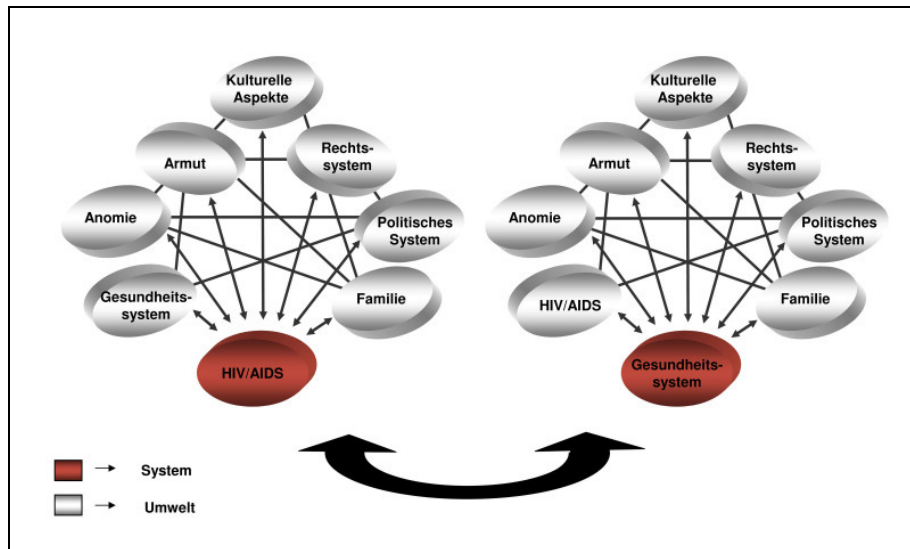 Kulturelle
Aspekte
Armut
Rechts-
system
Anomie
Politisches
System
Gesundheits-
system
Familie
HIV/AIDS
Kulturelle
Aspekte
Armut
Rechts-
system
Anomie
Politisches
System
HIV/AIDS
Familie
Gesundheits-
system
System
Umwelt